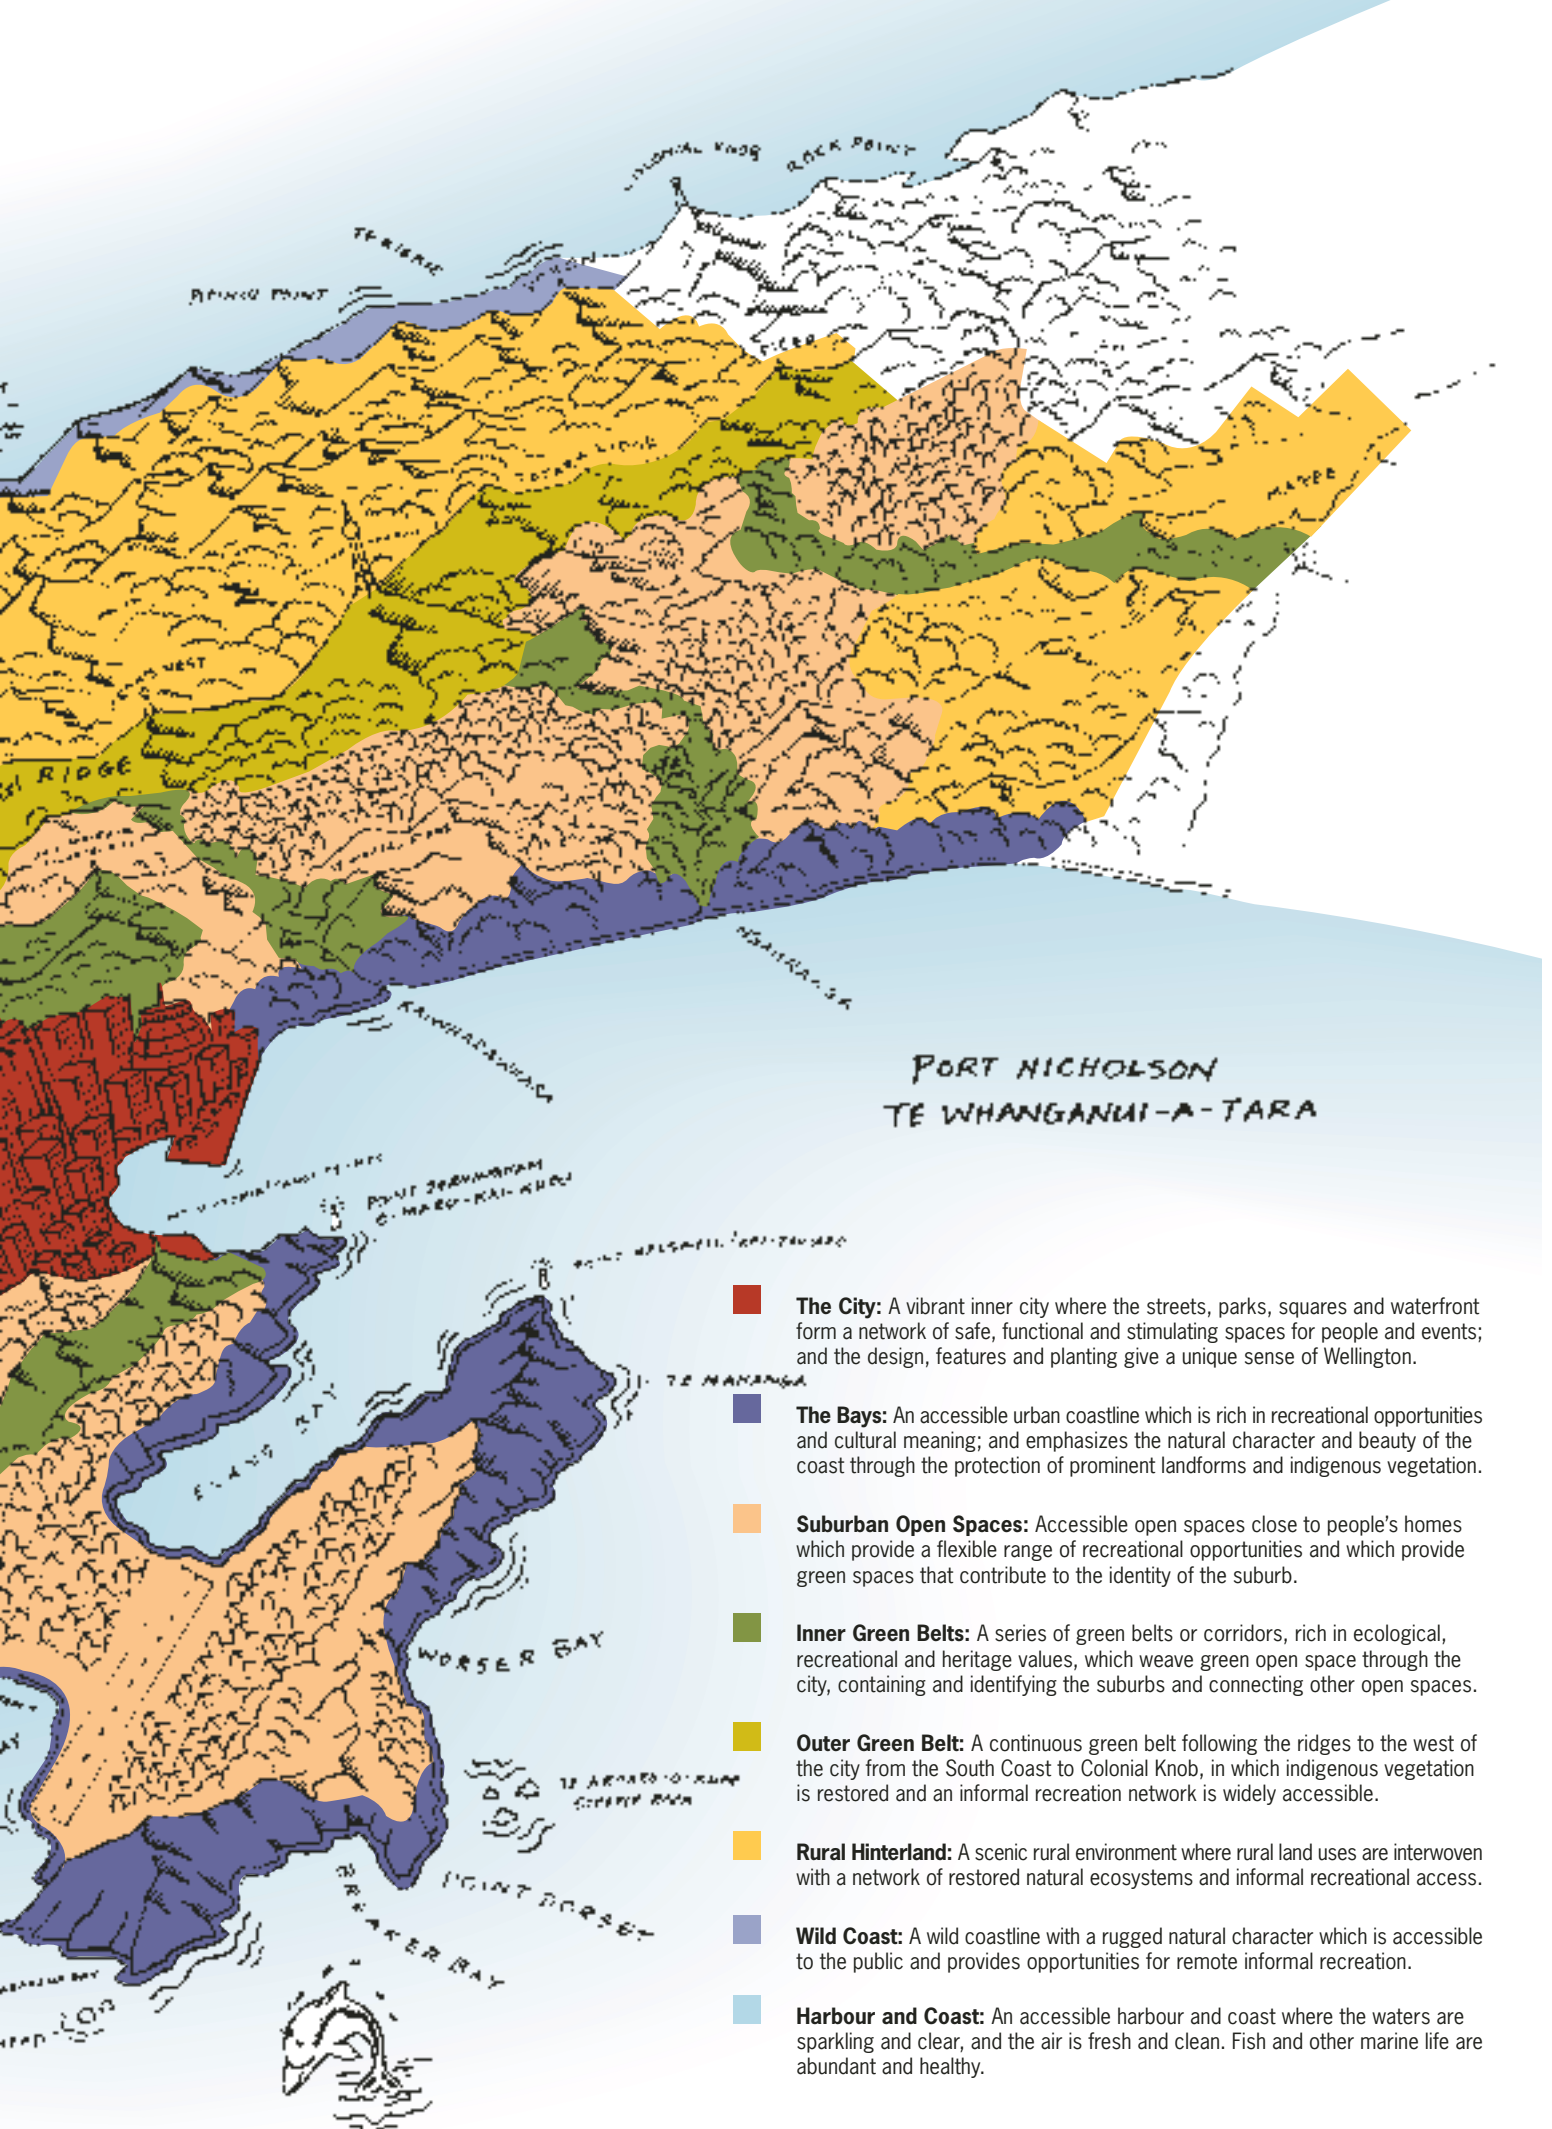 KNOB
ROCK POINT
POINT
RIDGE
WEST
RIDGE
PORT NICHOLSON
TE WHANGANUI-A-TARA
POINT
WORSER BAY
POINT DORSET
BREAKER BAY
The City: A vibrant inner city where the streets, parks, squares and waterfront
form a network of safe, functional and stimulating spaces for people and events;
and the design, features and planting give a unique sense of Wellington.
The Bays: An accessible urban coastline which is rich in recreational opportunities
and cultural meaning; and emphasizes the natural character and beauty of the
coast through the protection of prominent landforms and indigenous vegetation.
Suburban Open Spaces: Accessible open spaces close to people's homes
which provide a flexible range of recreational opportunities and which provide
green spaces that contribute to the identity of the suburb.
Inner Green Belts: A series of green belts or corridors, rich in ecological,
recreational and heritage values, which weave green open space through the
city, containing and identifying the suburbs and connecting other open spaces.
Outer Green Belt: A continuous green belt following the ridges to the west of
the city from the South Coast to Colonial Knob, in which indigenous vegetation
is restored and an informal recreation network is widely accessible.
Rural Hinterland: A scenic rural environment where rural land uses are interwoven
with a network of restored natural ecosystems and informal recreational access.
Wild Coast: A wild coastline with a rugged natural character which is accessible
to the public and provides opportunities for remote informal recreation.
Harbour and Coast: An accessible harbour and coast where the waters are
sparkling and clear, and the air is fresh and clean. Fish and other marine life are
abundant and healthy.